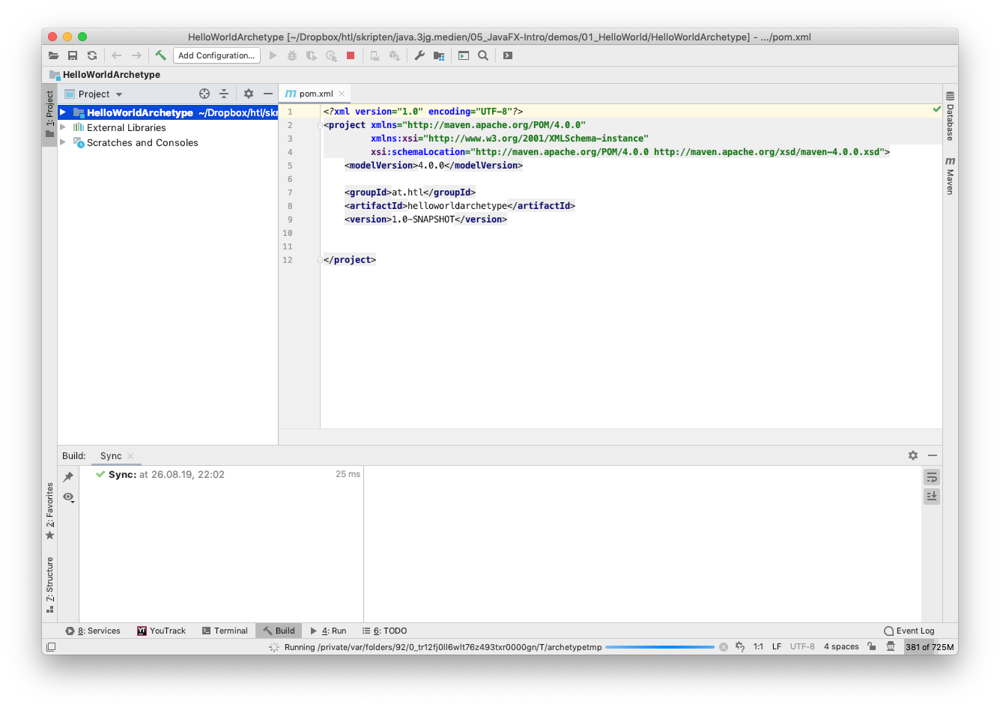 HelloWorldArchetype [~/Dropbox/htl/skripten/java.3jg.medien/05_JavaFX-Intro/demos/01_HelloWorld/HelloWorldArchetype] - .../pom.xml
Add Configuration...
HelloWorldArchetype
1: Project
Project
HelloWorldArchetype ~/Dropbox/htl/skr
External Libraries
Scratches and Consoles
m pom.xml
1 <?xml version="1.0" encoding="UTF-8"?>
2 <project xmlns="http://maven.apache.org/POM/4.0.0"
3 xmlns:xsi="http://www.w3.org/2001/XMLSchema-instance"
4 xsi:schemaLocation="http://maven.apache.org/POM/4.0.0 http://maven.apache.org/xsd/maven-4.0.0.xsd">
5 <modelVersion>4.0.0</modelVersion>
6
7 <groupId>at.htl</groupId>
8 <artifactId>helloworldarchetype</artifactId>
9 <version>1.0-SNAPSHOT</version>
10
11
12 </project>
Database
m Maven
Build: Sync
Sync: at 26.08.19, 22:02 25 ms
2: Favorites
Z: Structure
8: Services YT YouTrack Terminal Build 4: Run 6: TODO Event Log
Running /private/var/folders/92/0_tr12fj0ll6wlt76z493txr0000gn/T/archetypetmp 1:1 LF UTF-8 4 spaces 381 of 725M